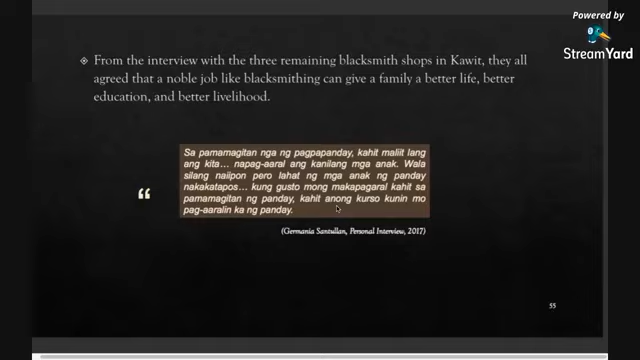 Powered by
StreamYard
From the interview with the three remaining blacksmith shops in Kawit, they all
agreed that a noble job like blacksmithing can give a family a better life, better
education, and better livelihood.
“
Sa pamamagitan nga ng pagpapanday, kahit maliit lang
ang kita... napag-aaral ang kanilang mga anak. Wala
silang naiipon pero lahat ng mga anak ng panday
nakakatapos... kung gusto mong makapagaral kahit sa
pamamagitan ng panday, kahit anong kurso kunin mo
pag-aaralin ka ng panday.
(Germania Santullan, Personal Interview, 2017)
55